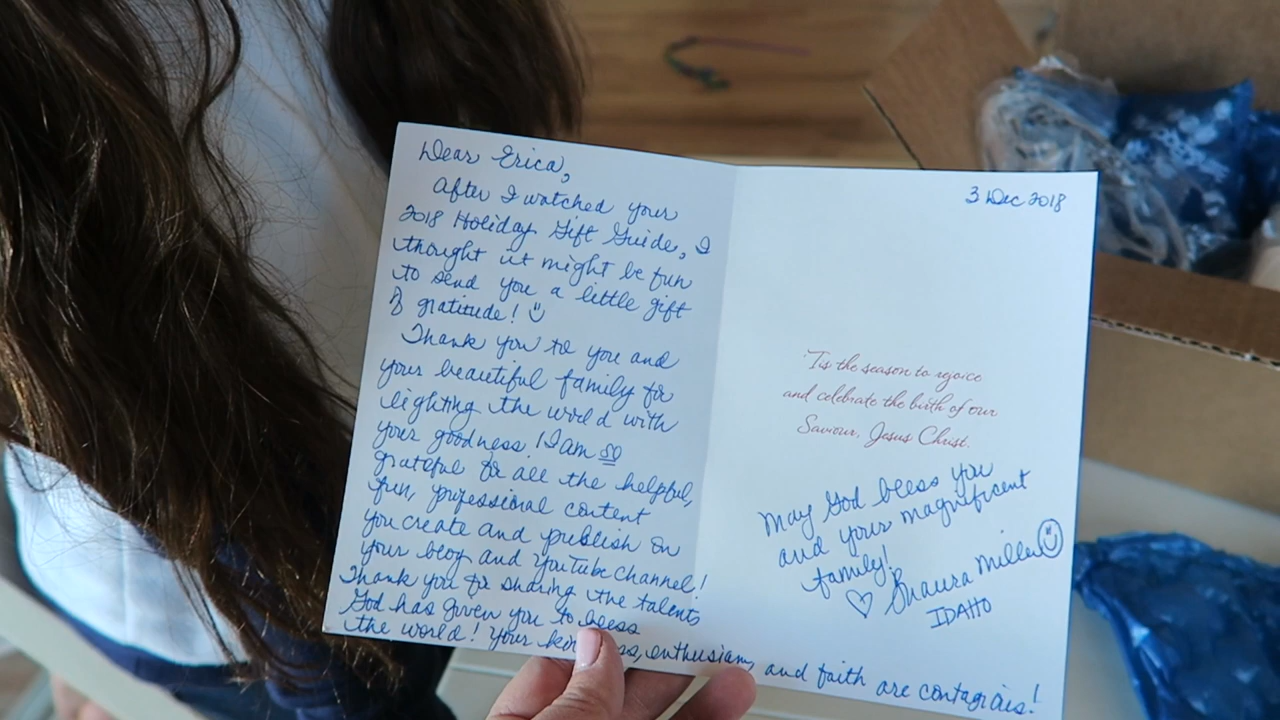 Dear Erica,
After I watched your
2018 Holiday Gift Guide, I
thought it might be fun
to send you a little gift
of gratitude!
Thank you to you and
your beautiful family for
lighting the world with
your goodness! I am so
grateful for all the helpful,
fun, professional content
you create and publish on
your blog and YouTube channel!
Thank you for sharing the talents
God has given you to bless
the world! Your enthusiasm, and faith are contagious!
3 Dec 2018
'Tis the season to rejoice
and celebrate the birth of our
Saviour, Jesus Christ.
May God bless you
and your magnificent
family!
Shaura Miller
IDAHO